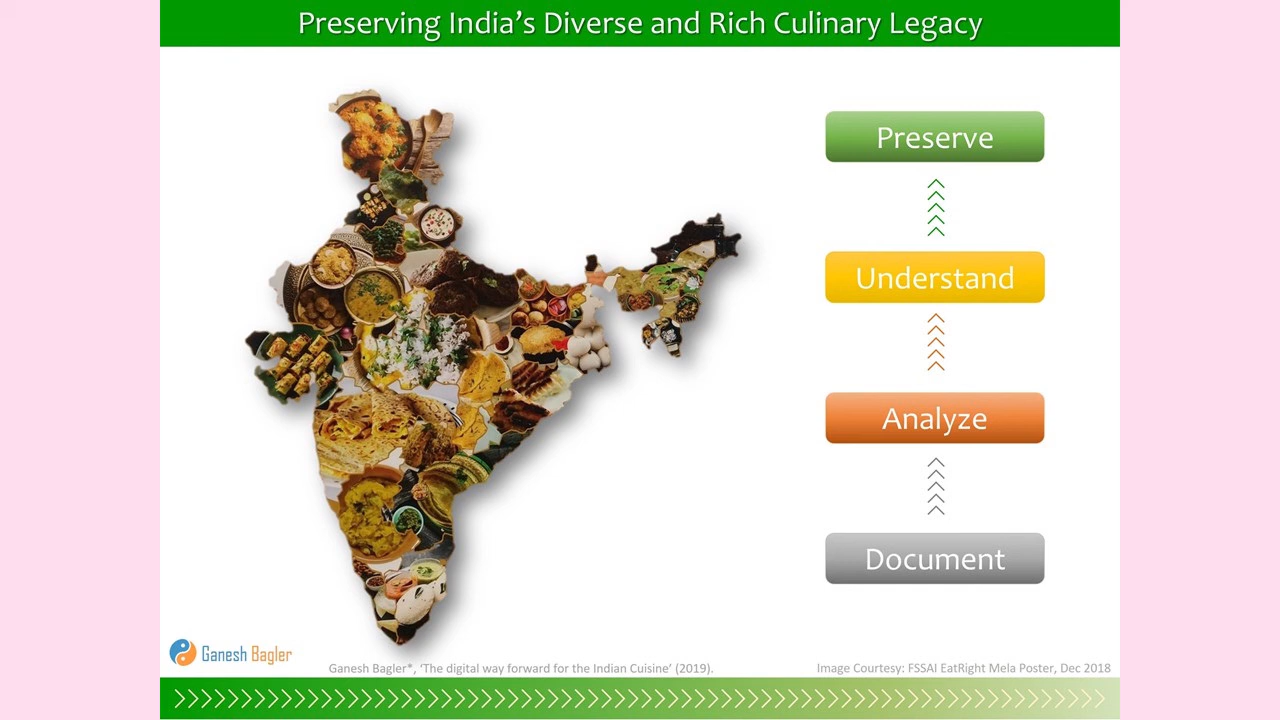 Preserving India’s Diverse and Rich Culinary Legacy
Preserve
Understand
Analyze
Document
Ganesh Bagler
Ganesh Bagler*, ‘The digital way forward for the Indian Cuisine’ (2019).
Image Courtesy: FSSAI EatRight Mela Poster, Dec 2018